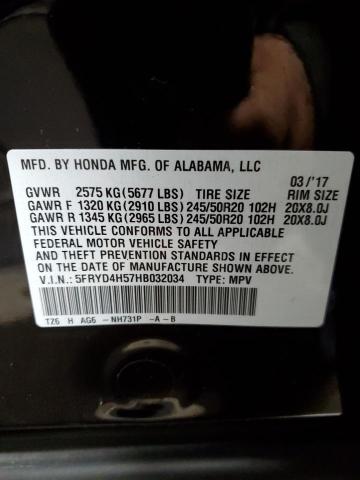 MFD. BY HONDA MFG. OF ALABAMA, LLC
03 /'17
GVWR 2575 KG(5677 LBS) TIRE SIZE RIM SIZE
GAWR F 1320 KG(2910 LBS) 245/50R20 102H 20X8.0J
GAWR R 1345 KG(2965 LBS) 245/50R20 102H 20X8.0J
THIS VEHICLE CONFORMS TO ALL APPLICABLE
FEDERAL MOTOR VEHICLE SAFETY
AND THEFT PREVENTION STANDARDS IN EFFECT
ON THE DATE OF MANUFACTURE SHOWN ABOVE.
V.I.N.: 5FRYD4H57HB032034 TYPE: MPV
TZ6 H AG6 -NH731P -A-B